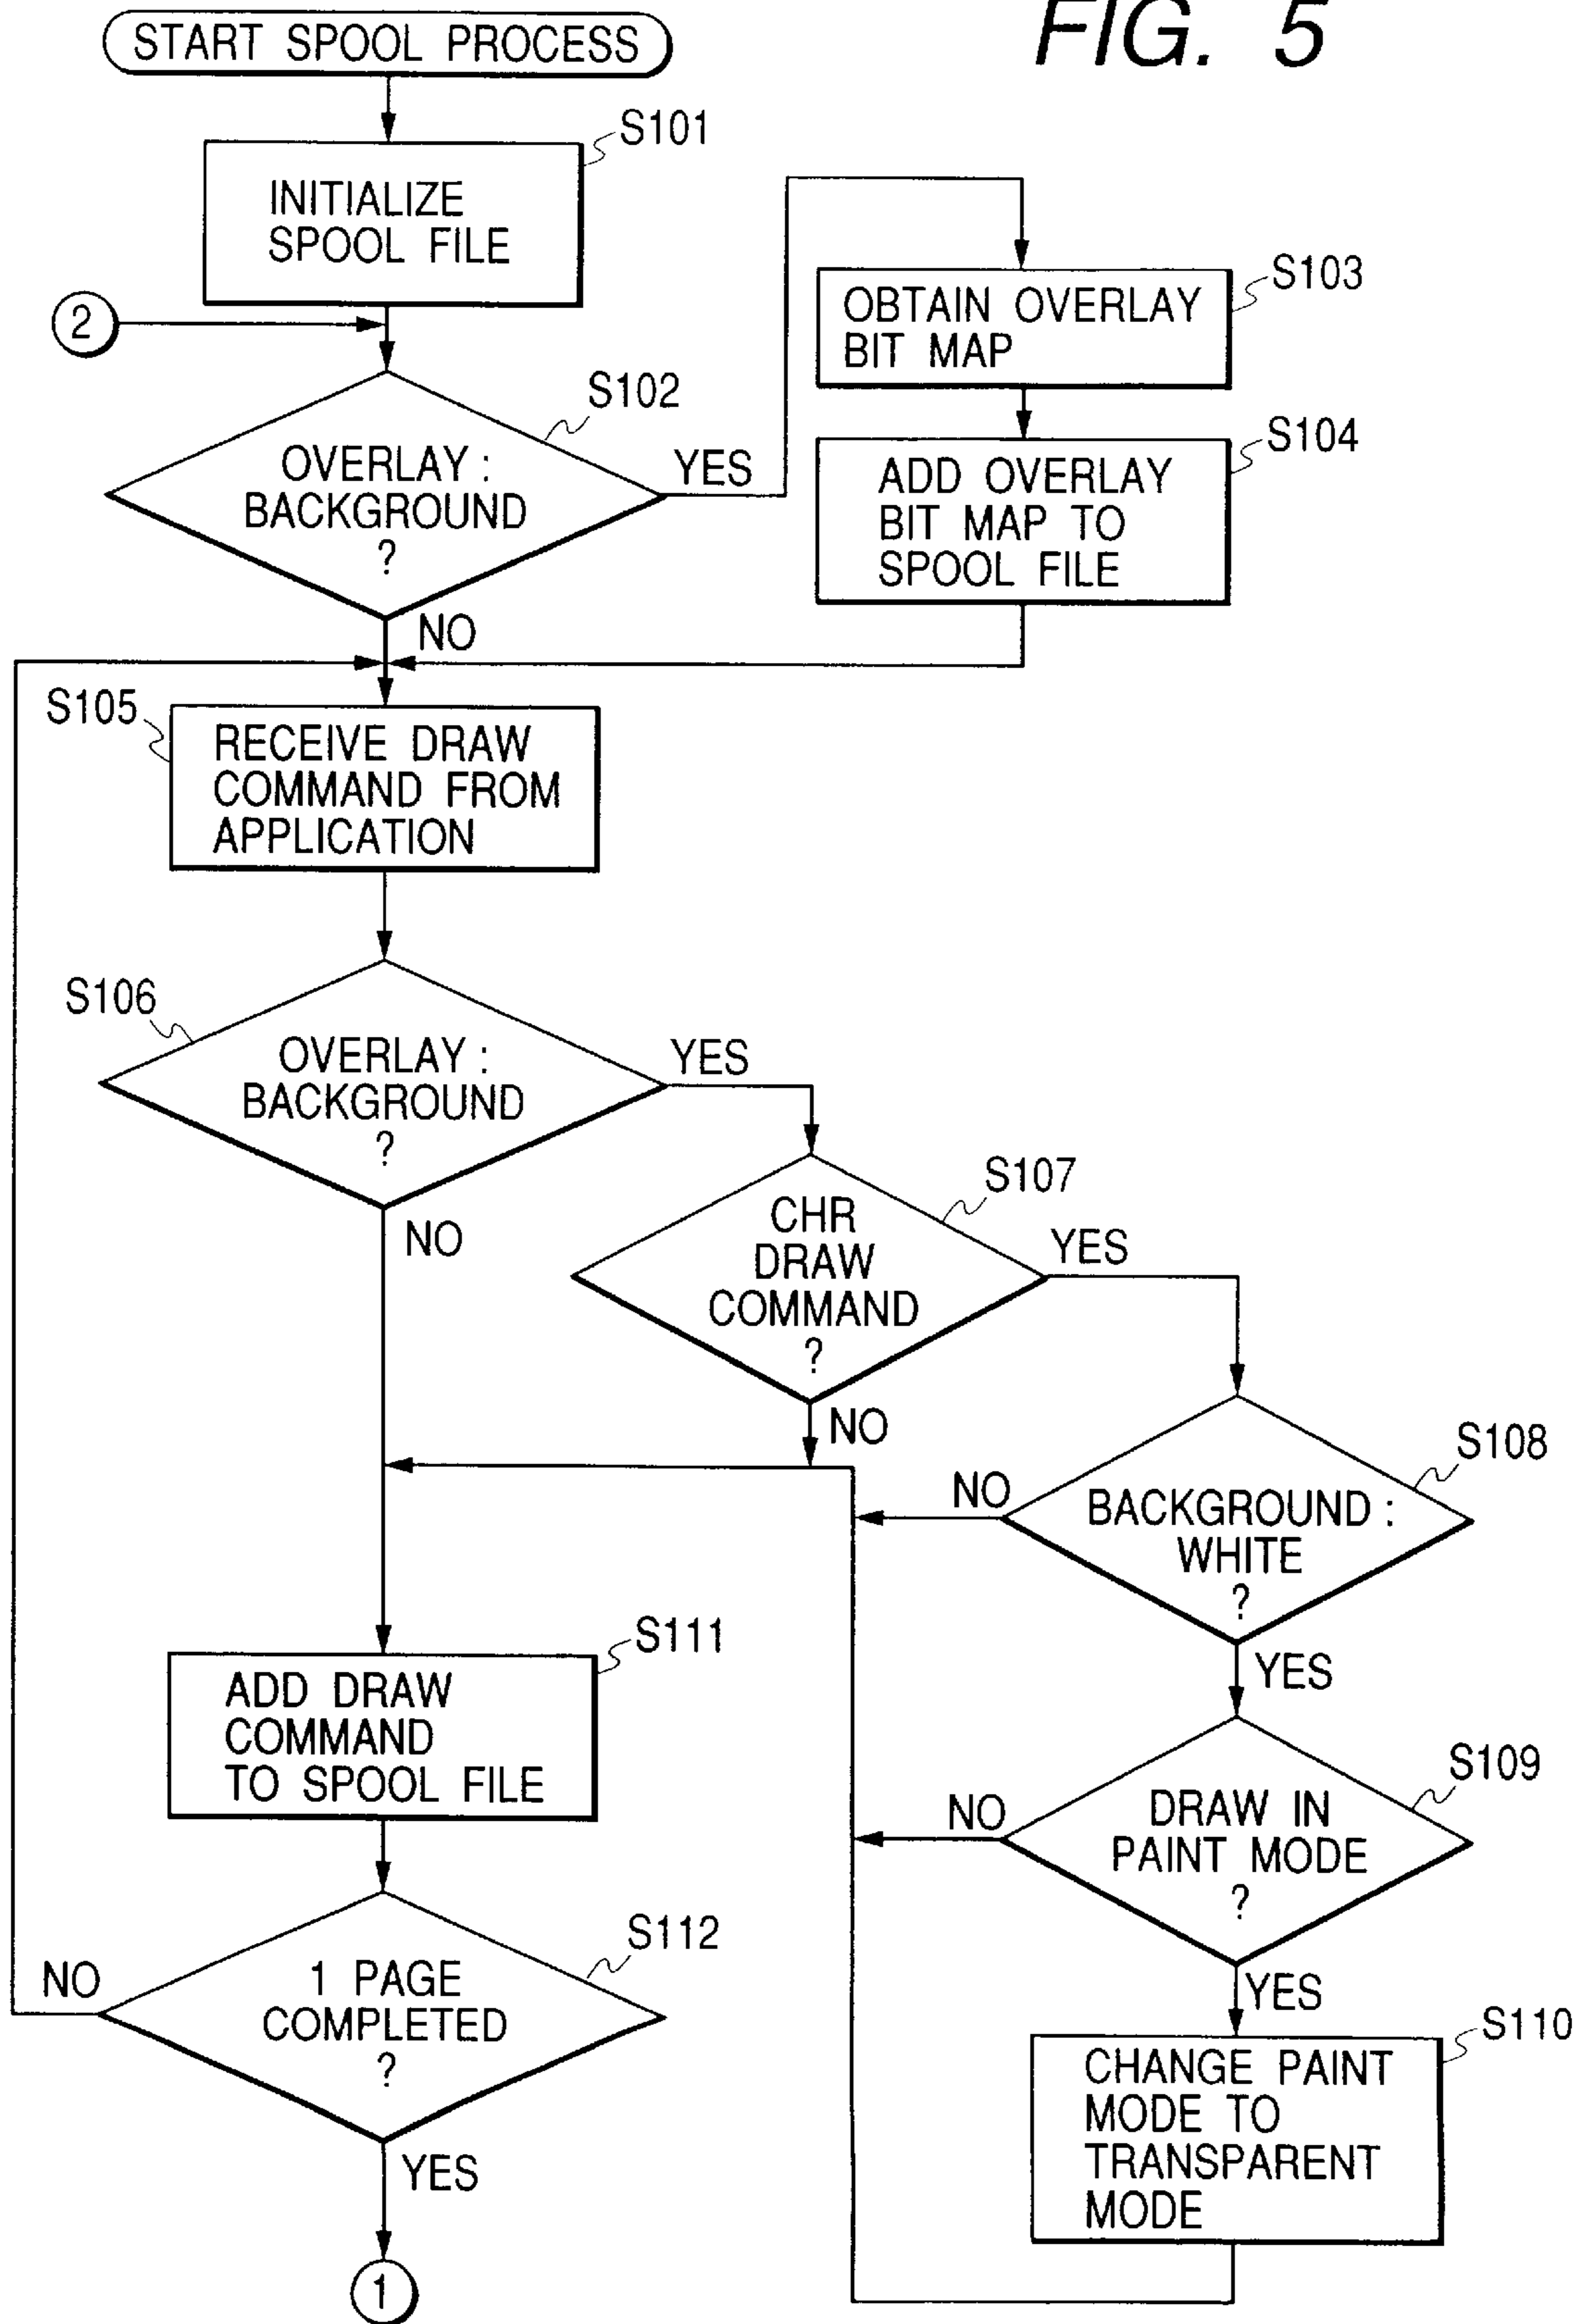 FIG. 5
START SPOOL PROCESS
S101
INITIALIZE
SPOOL FILE
2
S102
OVERLAY :
BACKGROUND
?
YES
NO
S103
OBTAIN OVERLAY
BIT MAP
S104
ADD OVERLAY
BIT MAP TO
SPOOL FILE
S105
RECEIVE DRAW
COMMAND FROM
APPLICATION
S106
OVERLAY :
BACKGROUND
?
YES
NO
S107
CHR
DRAW
COMMAND
?
YES
NO
S108
BACKGROUND :
WHITE
?
NO
YES
S109
DRAW IN
PAINT MODE
?
NO
YES
S110
CHANGE PAINT
MODE TO
TRANSPARENT
MODE
S111
ADD DRAW
COMMAND
TO SPOOL FILE
S112
1 PAGE
COMPLETED
?
NO
YES
1